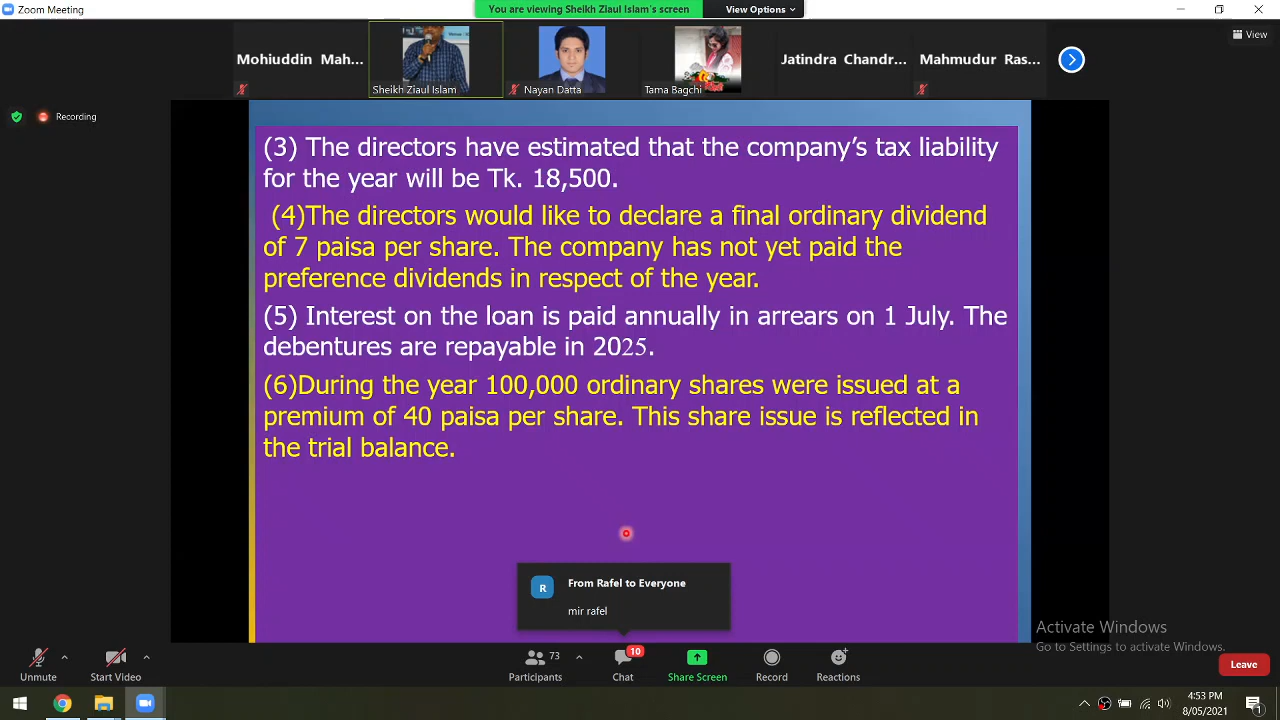 Zoom Meeting
You are viewing Sheikh Ziaul Islam's screen
View Options
View
Mohiuddin Mah...
Sheikh Ziaul Islam
Nayan Datta
Tama Bagchi
Jatindra Chandr...
Mahmudur Ras...
Recording
(3) The directors have estimated that the company's tax liability
for the year will be Tk. 18,500.
(4)The directors would like to declare a final ordinary dividend
of 7 paisa per share. The company has not yet paid the
preference dividends in respect of the year.
(5) Interest on the loan is paid annually in arrears on 1 July. The
debentures are repayable in 2025.
(6)During the year 100,000 ordinary shares were issued at a
premium of 40 paisa per share. This share issue is reflected in
the trial balance.
R
From Rafel to Everyone
mir rafel
Activate Windows
Go to Settings to activate Windows.
Unmute
Start Video
73
Participants
10
Chat
Share Screen
Record
Reactions
Leave
4:53 PM
8/05/2021
1